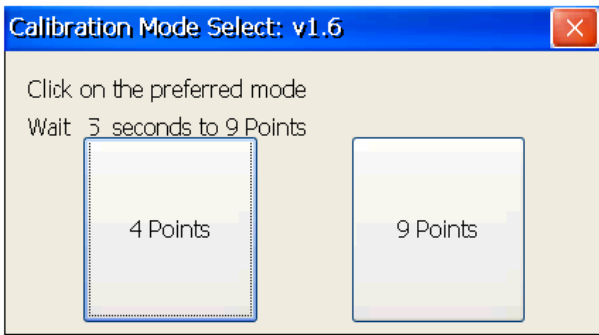 Calibration Mode Select: v1.6
Click on the preferred mode
Wait 3 seconds to 9 Points
4 Points
9 Points